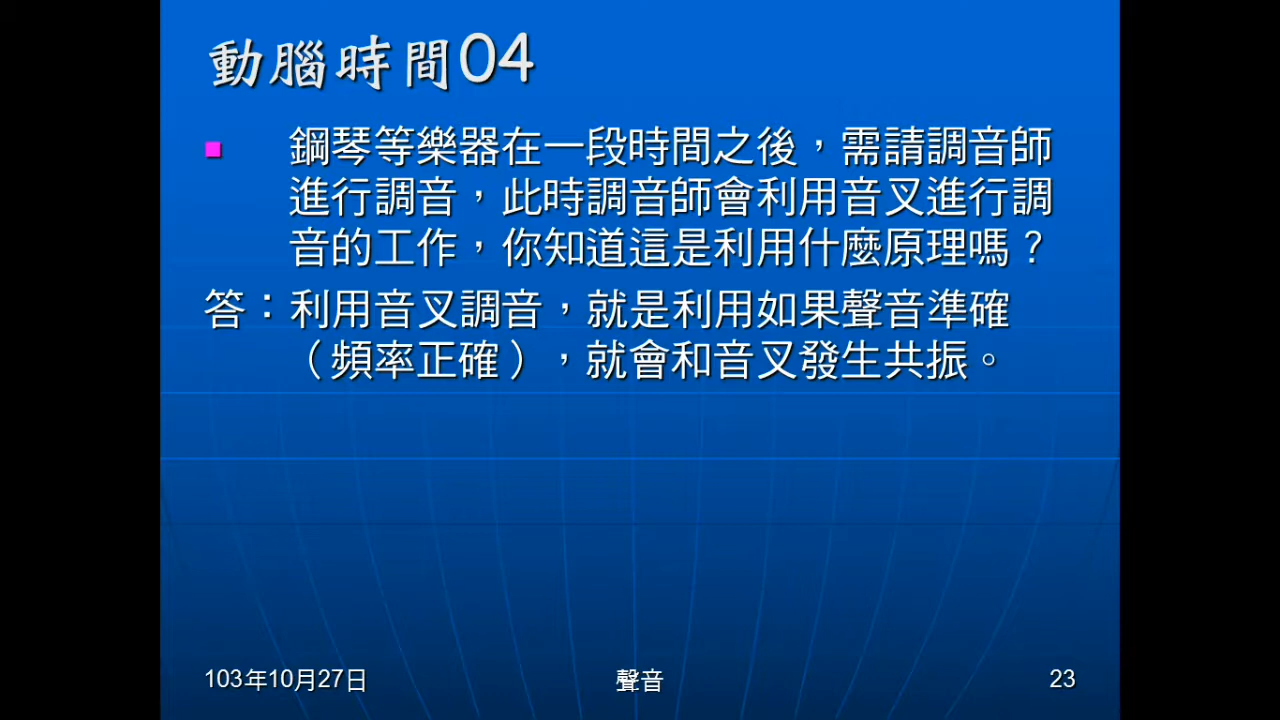 動腦時間04
鋼琴等樂器在一段時間之後，需請調音師
進行調音，此時調音師會利用音叉進行調
音的工作，你知道這是利用什麼原理嗎？
答：利用音叉調音，就是利用如果聲音準確
（頻率正確），就會和音叉發生共振。
103年10月27日
聲音
23